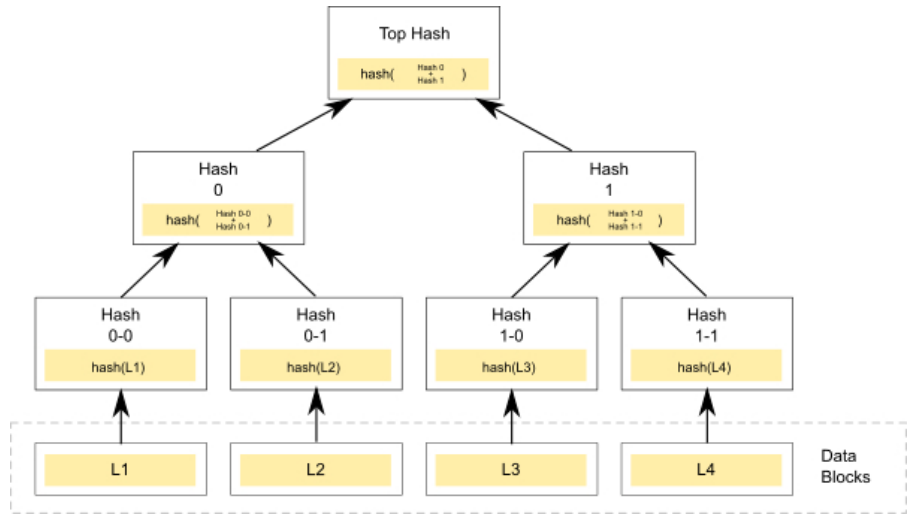 Top Hash
hash( Hash 0 + Hash 1 )
Hash
0
hash( Hash 0-0 + Hash 0-1 )
Hash
1
hash( Hash 1-0 + Hash 1-1 )
Hash
0-0
hash(L1)
Hash
0-1
hash(L2)
Hash
1-0
hash(L3)
Hash
1-1
hash(L4)
L1
L2
L3
L4
Data
Blocks